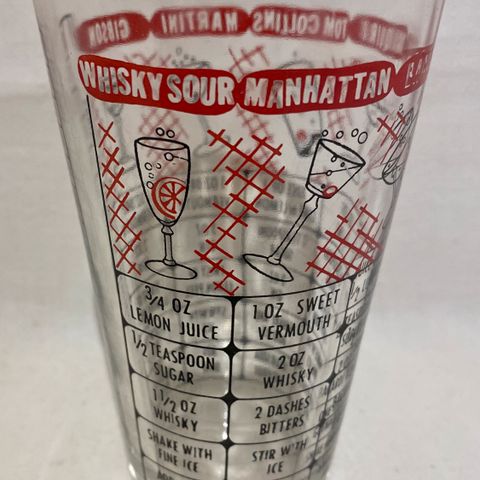 GIBSON MARTINI TOM COLLINS
WHISKY SOUR MANHATTAN
3/4 OZ
LEMON JUICE
1/2 TEASPOON
SUGAR
1 1/2 OZ
WHISKY
SHAKE WITH
FINE ICE
1 OZ SWEET
VERMOUTH
2 OZ
WHISKY
2 DASHES
BITTERS
STIR WITH
ICE